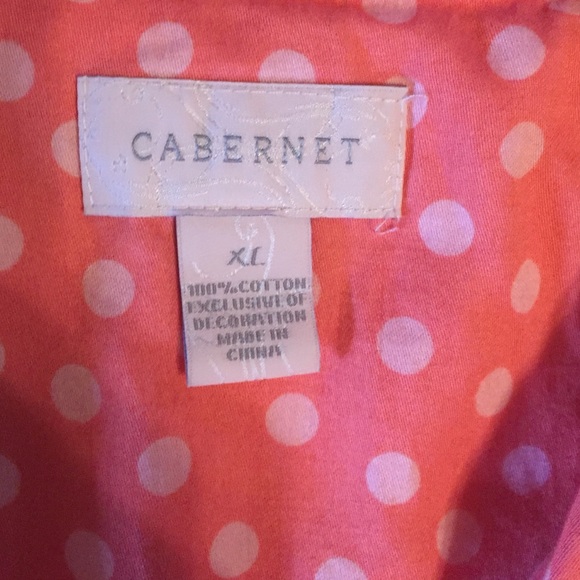 CABERNET
XL
100% COTTON
EXCLUSIVE OF
DECORATION
MADE IN
CHINA